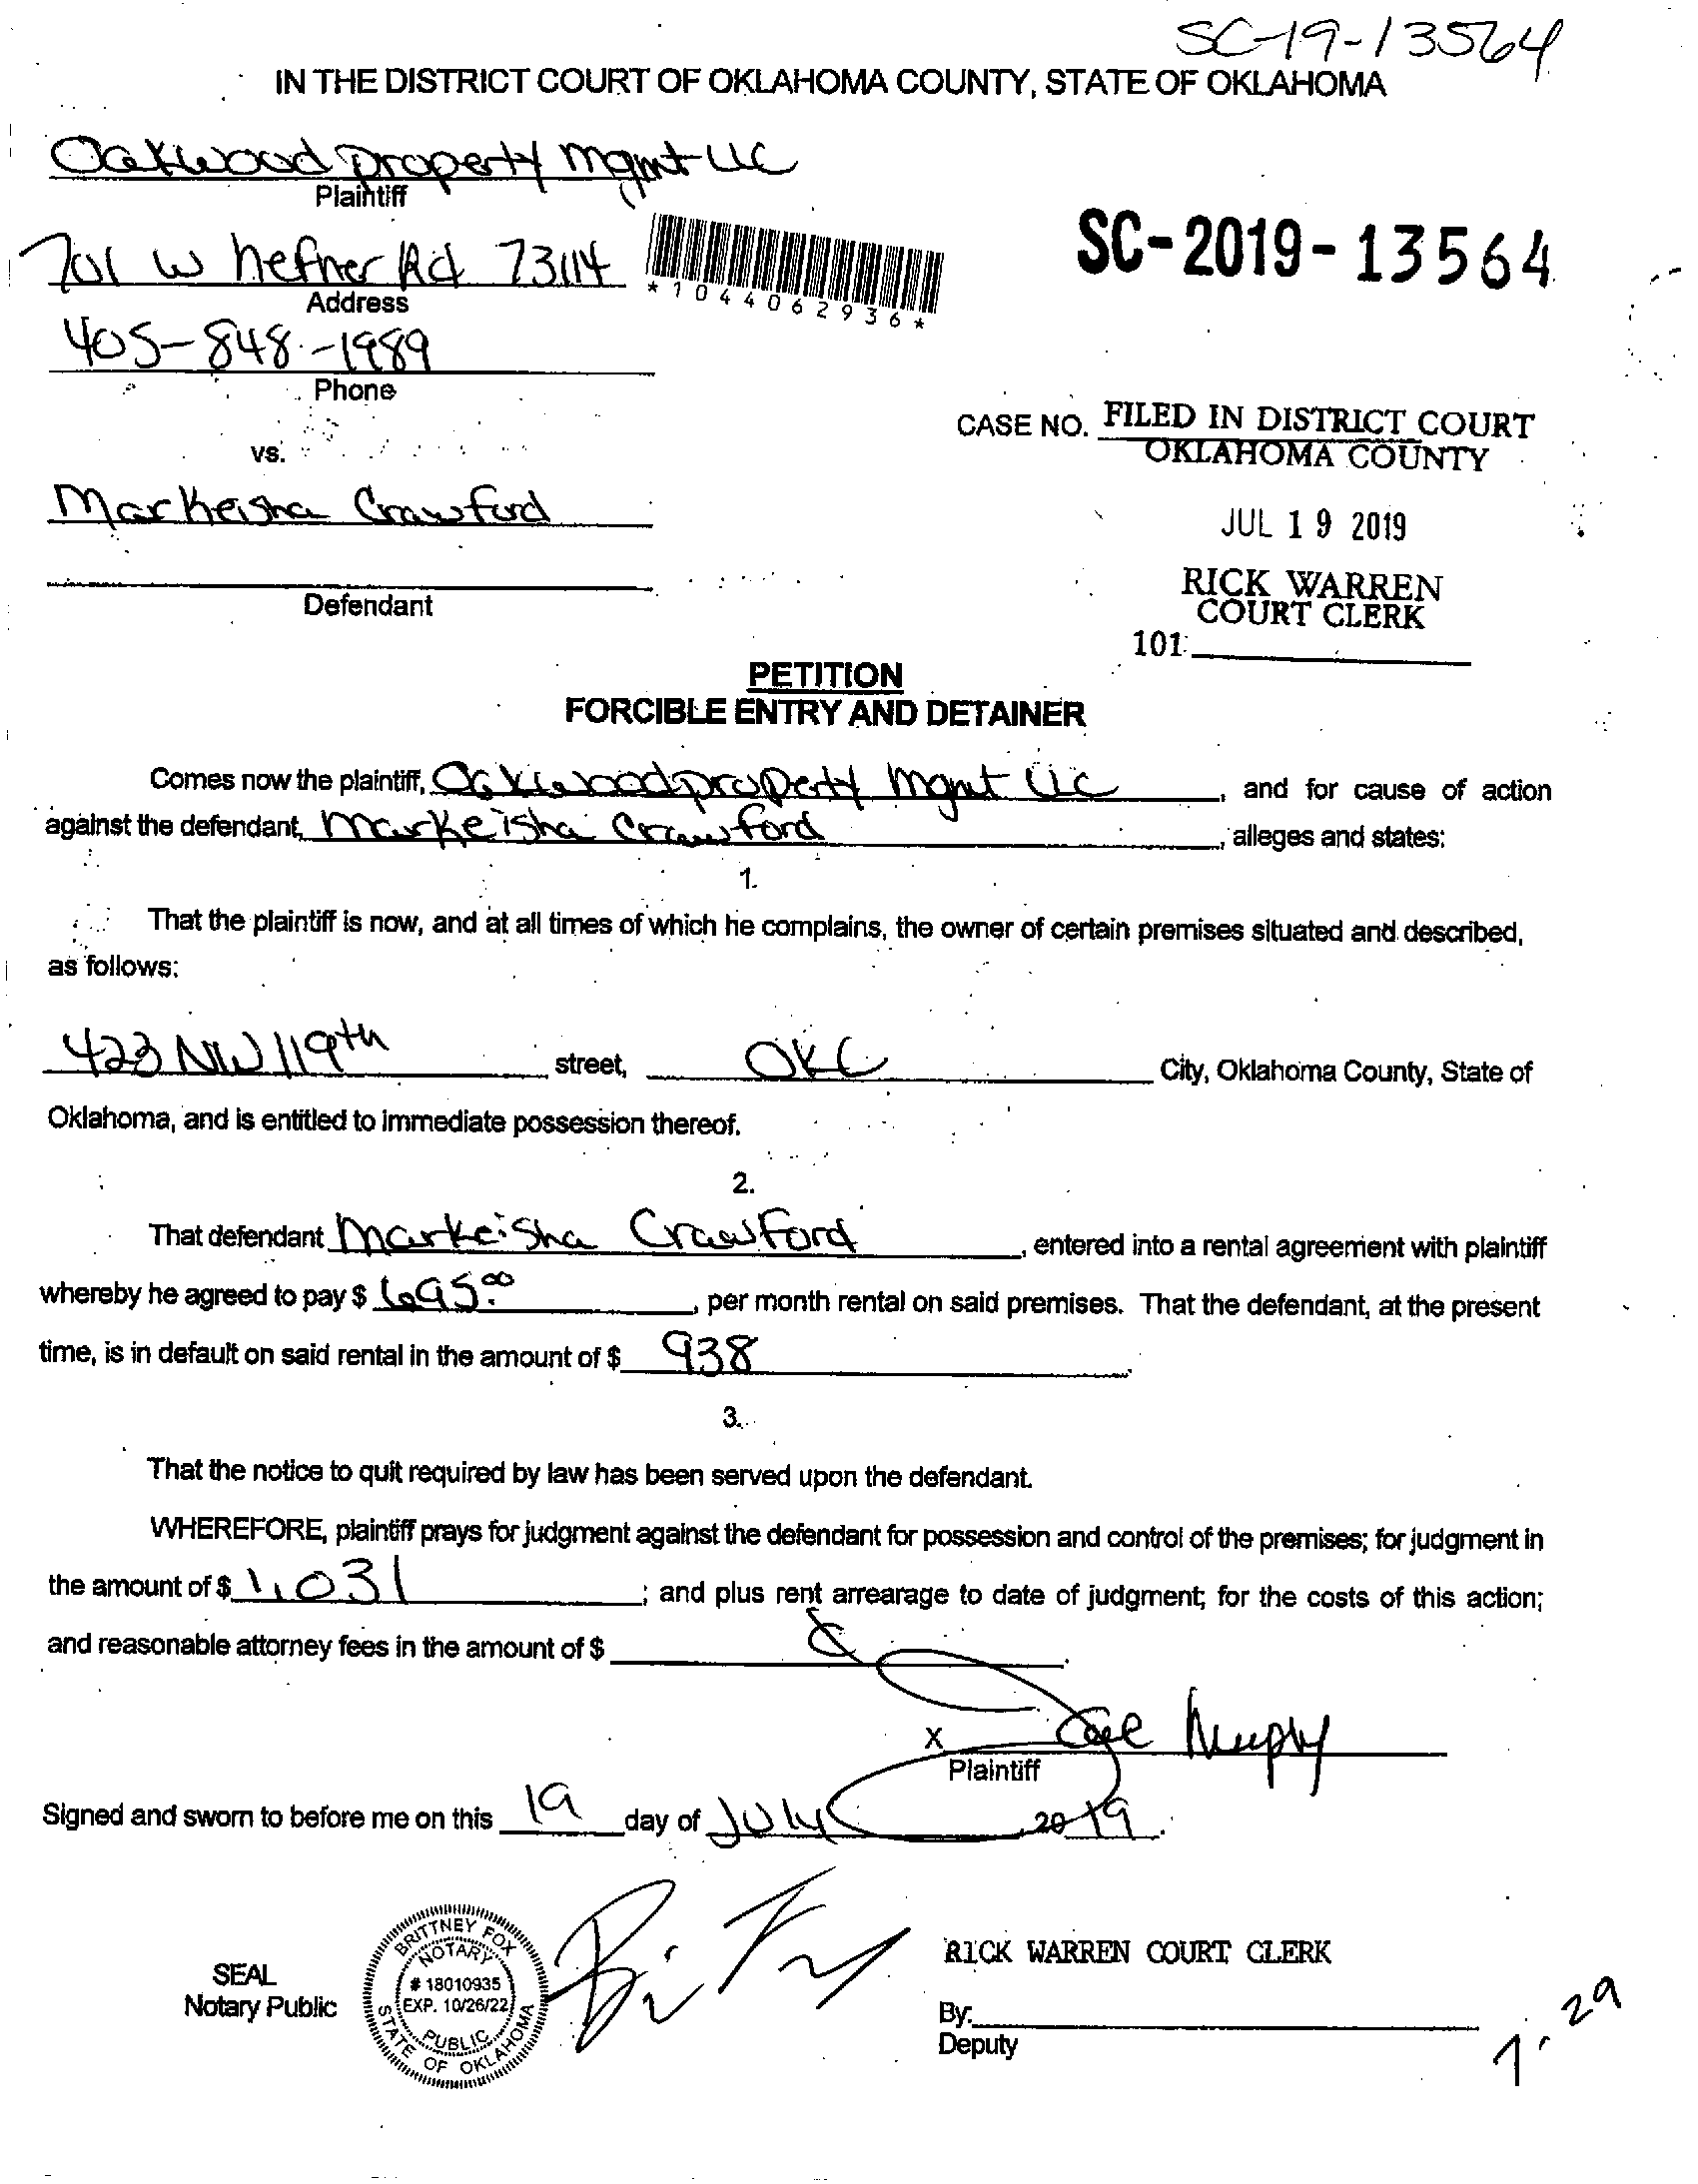 SC-19-13564
IN THE DISTRICT COURT OF OKLAHOMA COUNTY, STATE OF OKLAHOMA
Oakwood property mgmt LLC
Plaintiff
701 W hefner Rd 73114
Address
*1044062936*
SC-2019-13564
405-848-1989
Phone
CASE NO. FILED IN DISTRICT COURT
OKLAHOMA COUNTY
vs.
Markeisha Crawford
JUL 19 2019
Defendant
RICK WARREN
COURT CLERK
101
PETITION
FORCIBLE ENTRY AND DETAINER
Comes now the plaintiff, Oakwood property Mgmt LLC, and for cause of action
against the defendant, Markeisha Crawford, alleges and states:
1.
That the plaintiff is now, and at all times of which he complains, the owner of certain premises situated and described,
as follows:
423 NW 119th street, OKC City, Oklahoma County, State of
Oklahoma, and is entitled to immediate possession thereof.
2.
That defendant Markeisha Crawford, entered into a rental agreement with plaintiff
whereby he agreed to pay $ 695.00, per month rental on said premises. That the defendant, at the present
time, is in default on said rental in the amount of $ 938.
3.
That the notice to quit required by law has been served upon the defendant.
WHEREFORE, plaintiff prays for judgment against the defendant for possession and control of the premises; for judgment in
the amount of $ 1,031; and plus rent arrearage to date of judgment; for the costs of this action;
and reasonable attorney fees in the amount of $
X Murphy
Plaintiff
Signed and sworn to before me on this 19 day of July, 2019.
SEAL
Notary Public
BRITTNEY FOX
NOTARY
# 18010935
EXP. 10/26/22
PUBLIC
STATE OF OKLAHOMA
RICK WARREN COURT CLERK
By:
Deputy
7.29